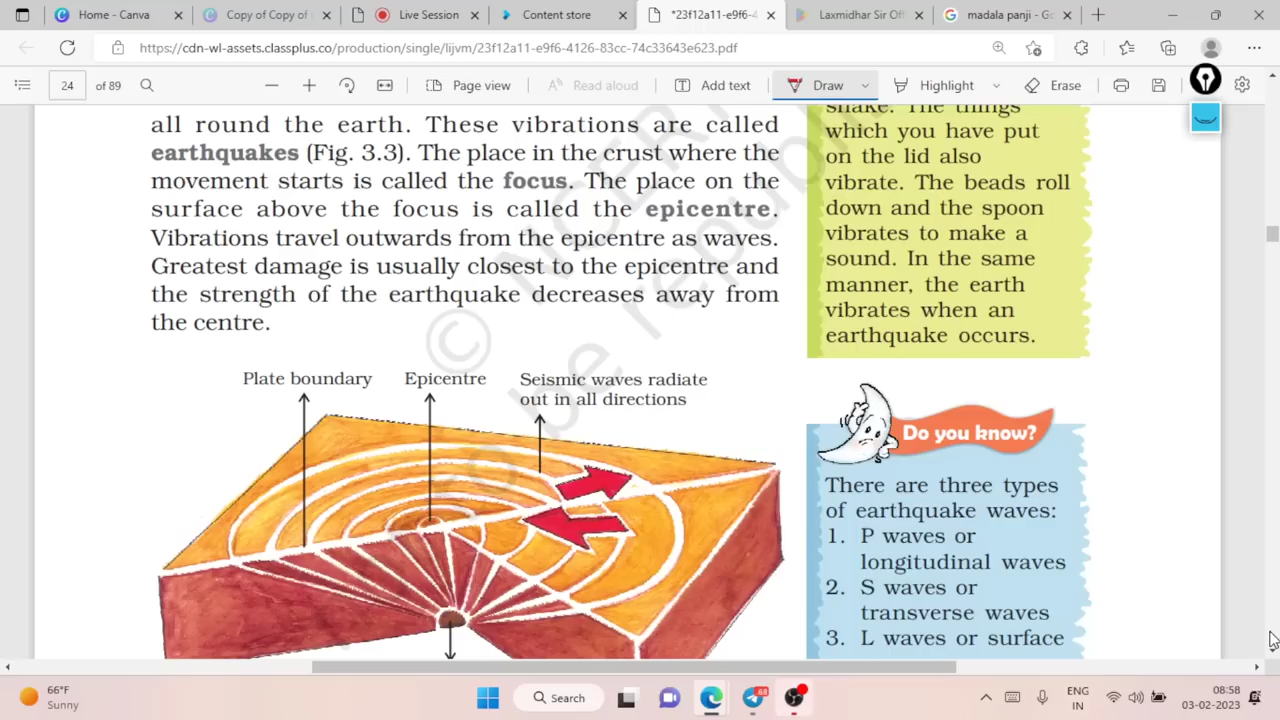 Home - Canva
Copy of Copy of
Live Session
Content store
*23f12a11-e9f6-4
Laxmidhar Sir Off
madala panji - Go
https://cdn-wl-assets.classplus.co/production/single/lijvm/23f12a11-e9f6-4126-83cc-74c33643e623.pdf
24 of 89
Page view
Read aloud
Add text
Draw
Highlight
Erase
all round the earth. These vibrations are called
earthquakes (Fig. 3.3). The place in the crust where the
movement starts is called the focus. The place on the
surface above the focus is called the epicentre.
Vibrations travel outwards from the epicentre as waves.
Greatest damage is usually closest to the epicentre and
the strength of the earthquake decreases away from
the centre.
© NCERT
be republi
Plate boundary
Epicentre
Seismic waves radiate
out in all directions
shake. The things
which you have put
on the lid also
vibrate. The beads roll
down and the spoon
vibrates to make a
sound. In the same
manner, the earth
vibrates when an
earthquake occurs.
Do you know?
There are three types
of earthquake waves:
1. P waves or
longitudinal waves
2. S waves or
transverse waves
3. L waves or surface
66°F
Sunny
Search
68
ENG
IN
08:58
03-02-2023